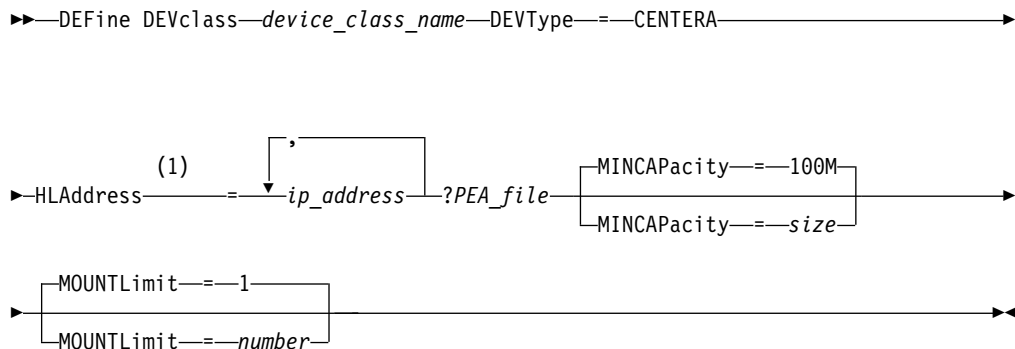 DEFine DEVclass device_class_name DEVType = CENTERA
,
(1)
MINCAPacity = 100M
HLAddress = ip_address ?PEA_file
MINCAPacity = size
MOUNTLimit = 1
MOUNTLimit = number